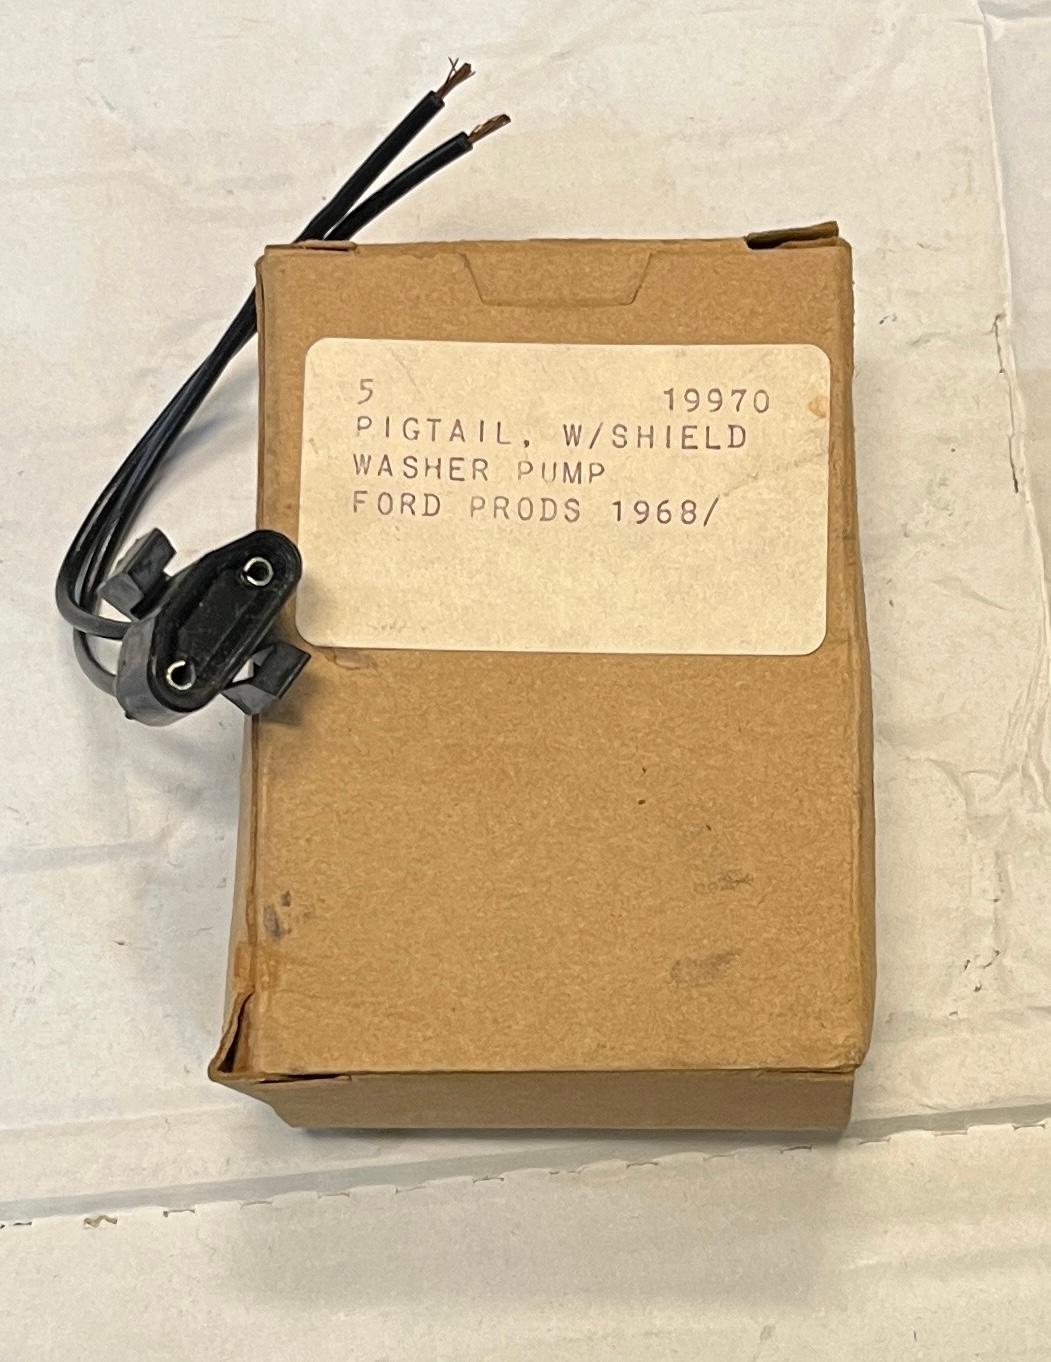 5 19970
PIGTAIL, W/SHIELD
WASHER PUMP
FORD PRODS 1968/